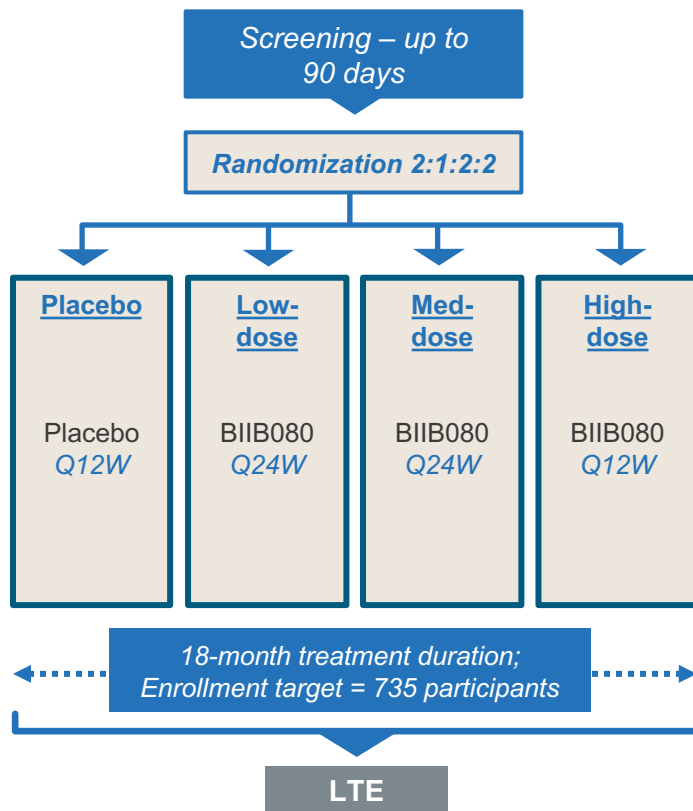 Screening – up to
90 days
Randomization 2:1:2:2
Placebo
Placebo
Q12W
Low-
dose
BIIB080
Q24W
Med-
dose
BIIB080
Q24W
High-
dose
BIIB080
Q12W
18-month treatment duration;
Enrollment target = 735 participants
LTE